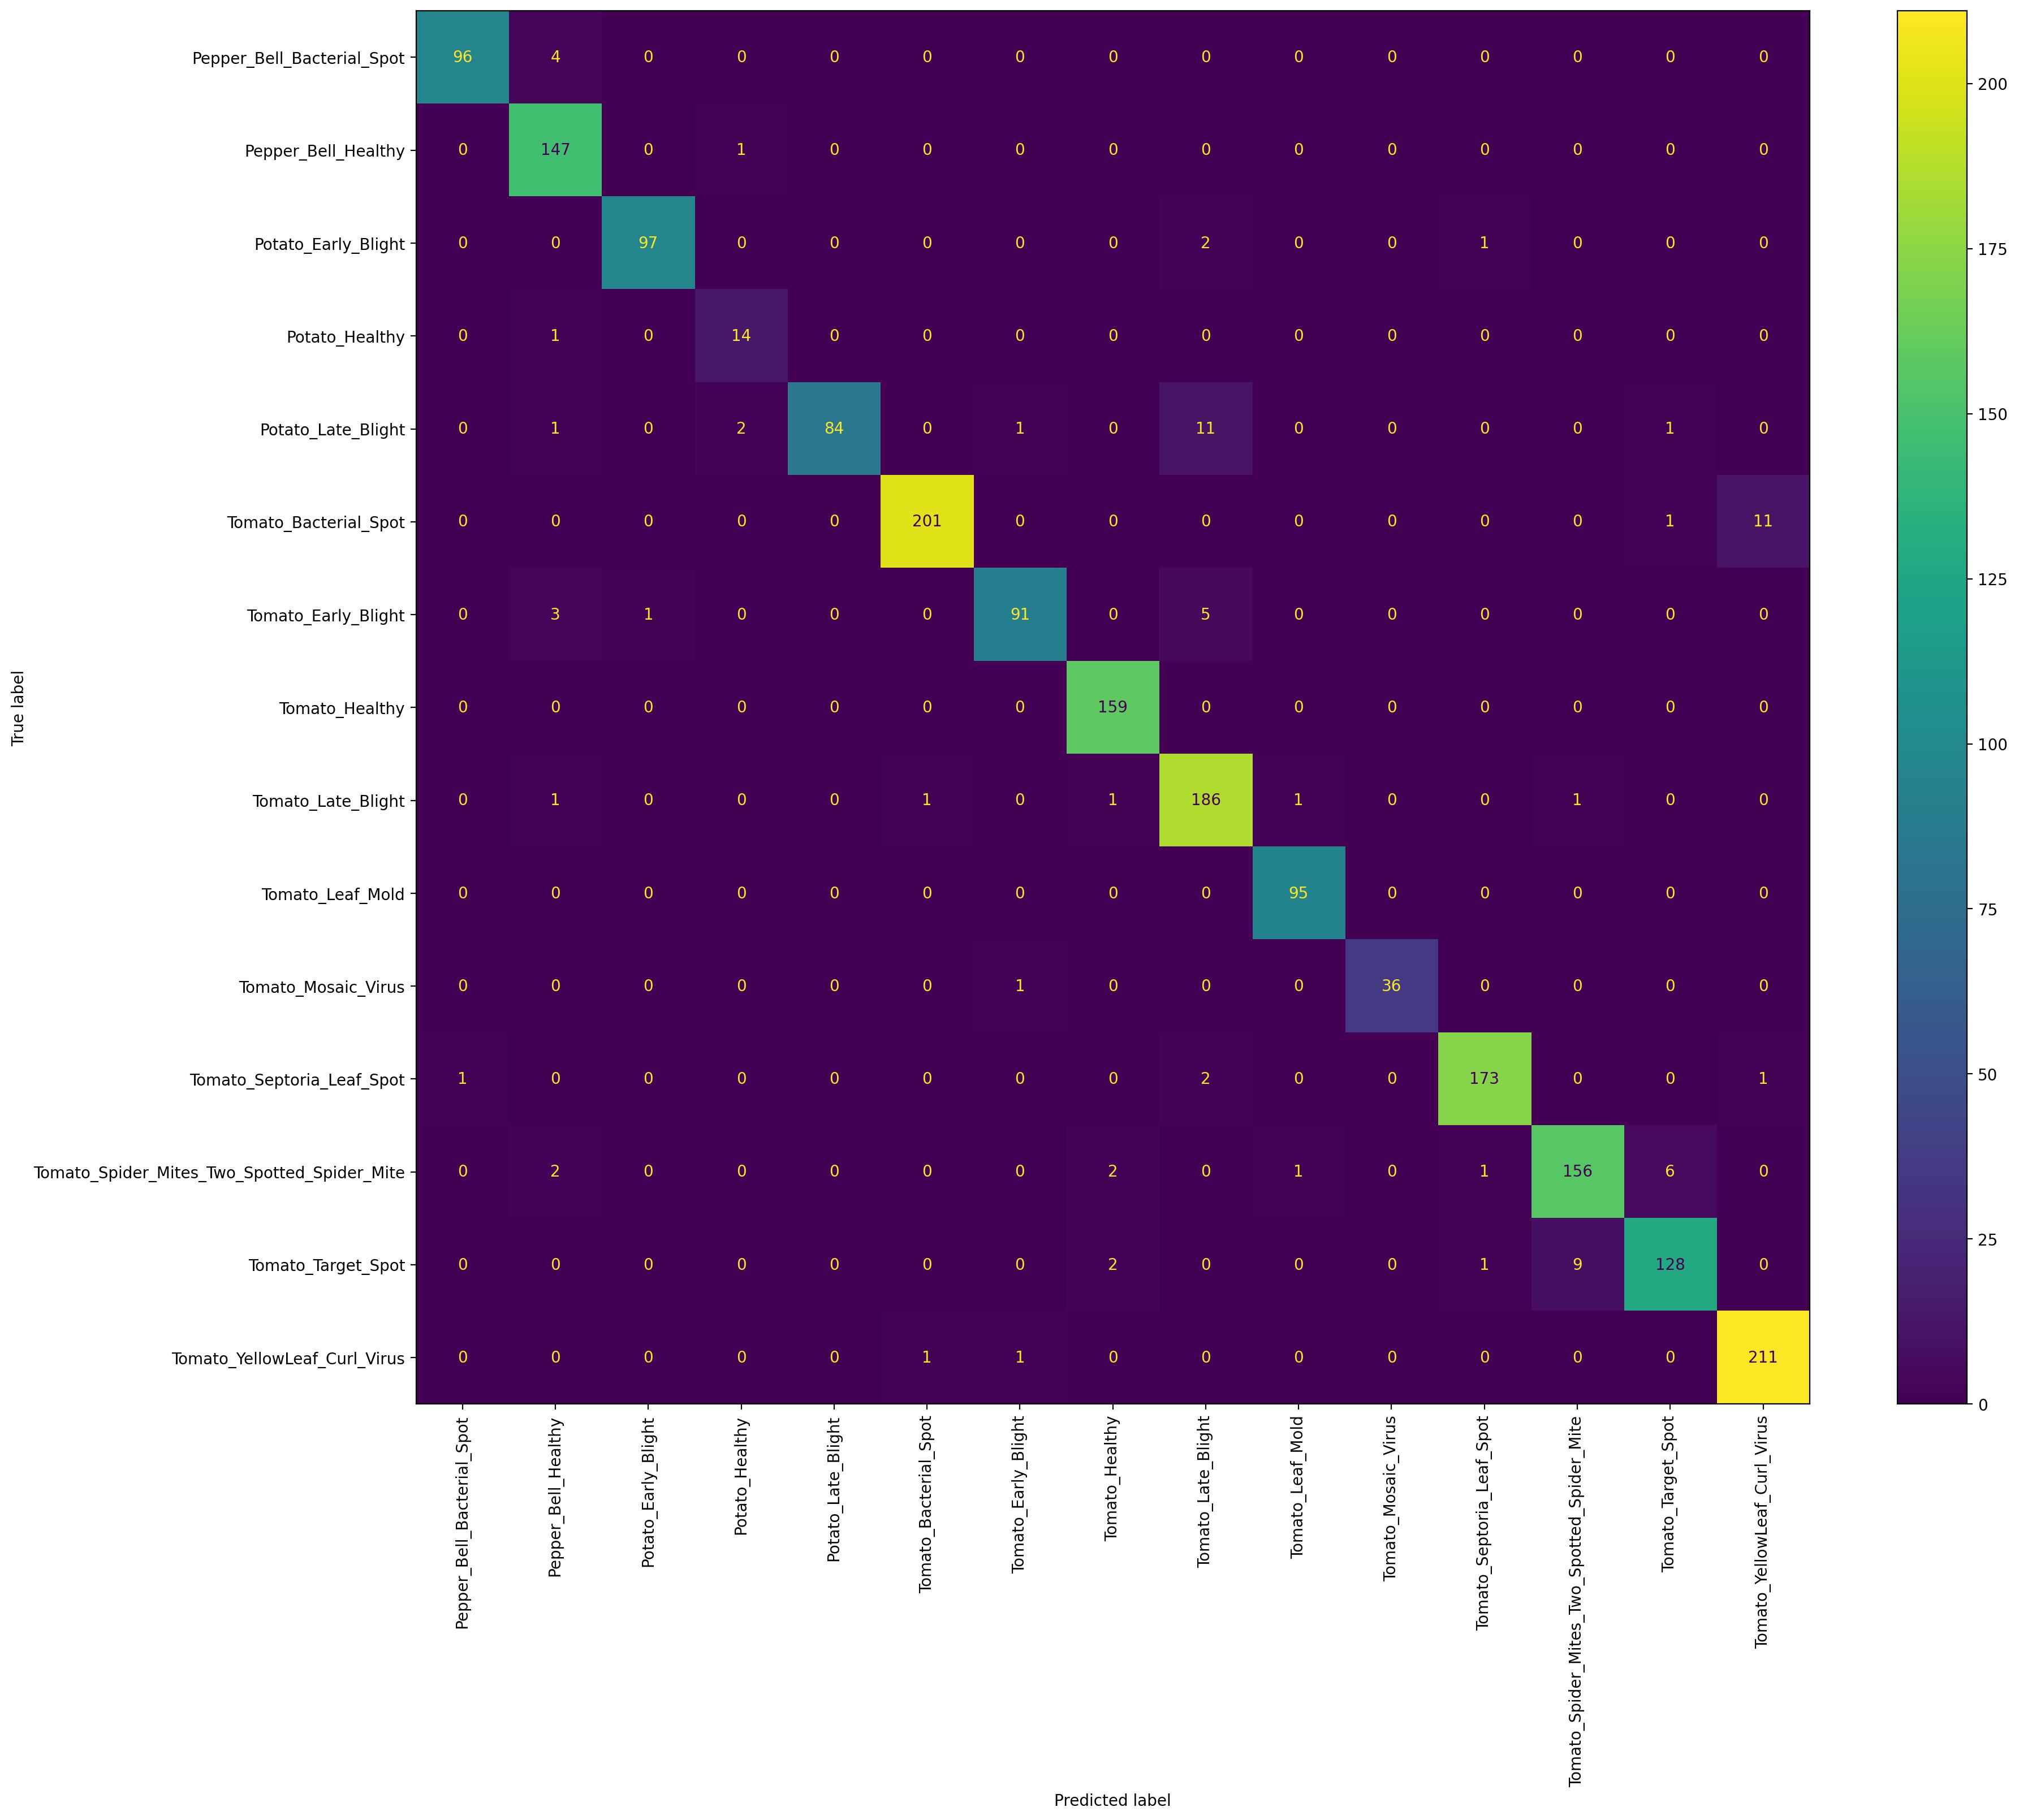 Pepper_Bell_Bacterial_Spot 96 4 0 0 0 0 0 0 0 0 0 0 0 0 0
Pepper_Bell_Healthy 0 147 0 1 0 0 0 0 0 0 0 0 0 0 0
Potato_Early_Blight 0 0 97 0 0 0 0 0 2 0 0 1 0 0 0
Potato_Healthy 0 1 0 14 0 0 0 0 0 0 0 0 0 0 0
Potato_Late_Blight 0 1 0 2 84 0 1 0 11 0 0 0 0 1 0
Tomato_Bacterial_Spot 0 0 0 0 0 201 0 0 0 0 0 0 0 1 11
Tomato_Early_Blight 0 3 1 0 0 0 91 0 5 0 0 0 0 0 0
Tomato_Healthy 0 0 0 0 0 0 0 159 0 0 0 0 0 0 0
Tomato_Late_Blight 0 1 0 0 0 1 0 1 186 1 0 0 1 0 0
Tomato_Leaf_Mold 0 0 0 0 0 0 0 0 0 95 0 0 0 0 0
Tomato_Mosaic_Virus 0 0 0 0 0 0 1 0 0 0 36 0 0 0 0
Tomato_Septoria_Leaf_Spot 1 0 0 0 0 0 0 0 2 0 0 173 0 0 1
Tomato_Spider_Mites_Two_Spotted_Spider_Mite 0 2 0 0 0 0 0 2 0 1 0 1 156 6 0
Tomato_Target_Spot 0 0 0 0 0 0 0 2 0 0 0 1 9 128 0
Tomato_YellowLeaf_Curl_Virus 0 0 0 0 0 1 1 0 0 0 0 0 0 0 211
True label
Pepper_Bell_Bacterial_Spot
Pepper_Bell_Healthy
Potato_Early_Blight
Potato_Healthy
Potato_Late_Blight
Tomato_Bacterial_Spot
Tomato_Early_Blight
Tomato_Healthy
Tomato_Late_Blight
Tomato_Leaf_Mold
Tomato_Mosaic_Virus
Tomato_Septoria_Leaf_Spot
Tomato_Spider_Mites_Two_Spotted_Spider_Mite
Tomato_Target_Spot
Tomato_YellowLeaf_Curl_Virus
Predicted label
200
175
150
125
100
75
50
25
0